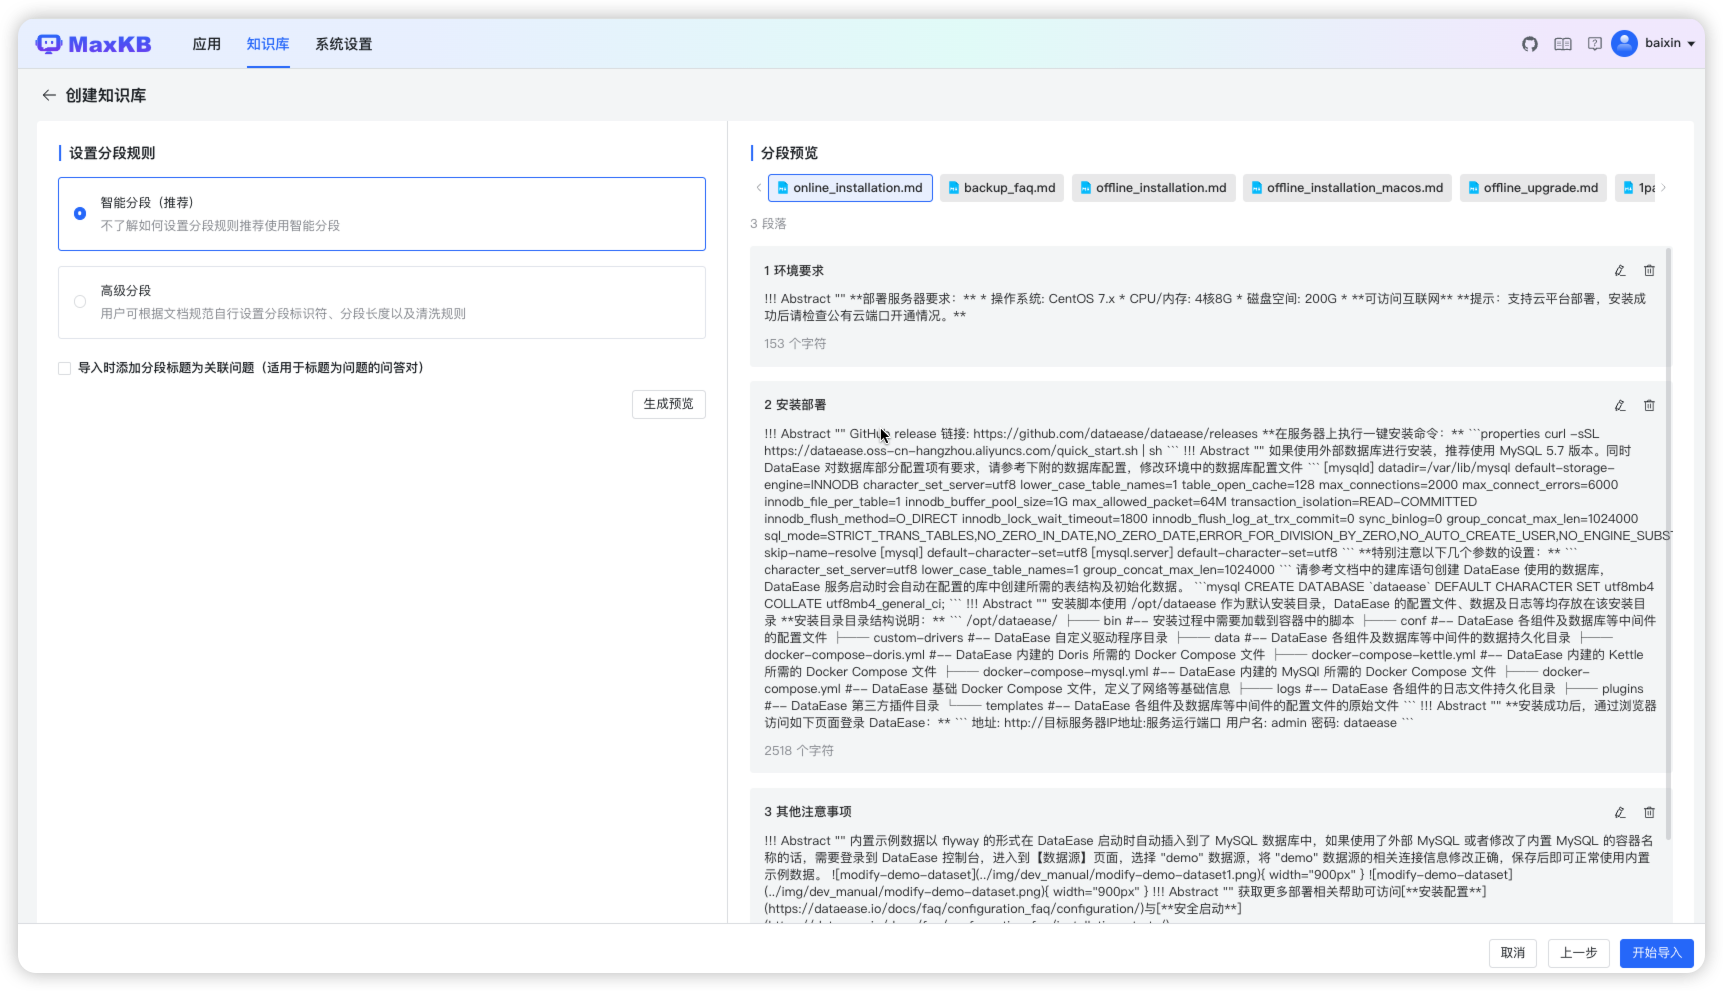 MaxKB
应用
知识库
系统设置
baixin
创建知识库
设置分段规则
智能分段（推荐）
不了解如何设置分段规则推荐使用智能分段
高级分段
用户可根据文档规范自行设置分段标识符、分段长度以及清洗规则
导入时添加分段标题为关联问题（适用于标题为问题的问答对）
生成预览
分段预览
online_installation.md
backup_faq.md
offline_installation.md
offline_installation_macos.md
offline_upgrade.md
1pa
3 段落
1 环境要求
!!! Abstract "" **部署服务器要求：** * 操作系统: CentOS 7.x * CPU/内存: 4核8G * 磁盘空间: 200G * **可访问互联网** **提示：支持云平台部署，安装成
功后请检查公有云端口开通情况。**
153 个字符
2 安装部署
!!! Abstract "" GitHub release 链接: https://github.com/dataease/dataease/releases **在服务器上执行一键安装命令：** ```properties curl -sSL
https://dataease.oss-cn-hangzhou.aliyuncs.com/quick_start.sh | sh ``` !!! Abstract "" 如果使用外部数据库进行安装，推荐使用 MySQL 5.7 版本。同时
DataEase 对数据库部分配置项有要求，请参考下附的数据库配置，修改环境中的数据库配置文件 ``` [mysqld] datadir=/var/lib/mysql default-storage-
engine=INNODB character_set_server=utf8 lower_case_table_names=1 table_open_cache=128 max_connections=2000 max_connect_errors=6000
innodb_file_per_table=1 innodb_buffer_pool_size=1G max_allowed_packet=64M transaction_isolation=READ-COMMITTED
innodb_flush_method=O_DIRECT innodb_lock_wait_timeout=1800 innodb_flush_log_at_trx_commit=0 sync_binlog=0 group_concat_max_len=1024000
sql_mode=STRICT_TRANS_TABLES,NO_ZERO_IN_DATE,NO_ZERO_DATE,ERROR_FOR_DIVISION_BY_ZERO,NO_AUTO_CREATE_USER,NO_ENGINE_SUBST
skip-name-resolve [mysql] default-character-set=utf8 [mysql.server] default-character-set=utf8 ``` **特别注意以下几个参数的设置：** ```
character_set_server=utf8 lower_case_table_names=1 group_concat_max_len=1024000 ``` 请参考文档中的建库语句创建 DataEase 使用的数据库，
DataEase 服务启动时会自动在配置的库中创建所需的表结构及初始化数据。 ```mysql CREATE DATABASE `dataease` DEFAULT CHARACTER SET utf8mb4
COLLATE utf8mb4_general_ci; ``` !!! Abstract "" 安装脚本使用 /opt/dataease 作为默认安装目录，DataEase 的配置文件、数据及日志等均存放在该安装目
录 **安装目录目录结构说明：** ``` /opt/dataease/ ├── bin #-- 安装过程中需要加载到容器中的脚本 ├── conf #-- DataEase 各组件及数据库等中间件
的配置文件 ├── custom-drivers #-- DataEase 自定义驱动程序目录 ├── data #-- DataEase 各组件及数据库等中间件的数据持久化目录 ├──
docker-compose-doris.yml #-- DataEase 内建的 Doris 所需的 Docker Compose 文件 ├── docker-compose-kettle.yml #-- DataEase 内建的 Kettle
所需的 Docker Compose 文件 ├── docker-compose-mysql.yml #-- DataEase 内建的 MySQl 所需的 Docker Compose 文件 ├── docker-
compose.yml #-- DataEase 基础 Docker Compose 文件，定义了网络等基础信息 ├── logs #-- DataEase 各组件的日志文件持久化目录 ├── plugins
#-- DataEase 第三方插件目录 └── templates #-- DataEase 各组件及数据库等中间件的配置文件的原始文件 ``` !!! Abstract "" **安装成功后，通过浏览器
访问如下页面登录 DataEase：** ``` 地址: http://目标服务器IP地址:服务运行端口 用户名: admin 密码: dataease ```
2518 个字符
3 其他注意事项
!!! Abstract "" 内置示例数据以 flyway 的形式在 DataEase 启动时自动插入到了 MySQL 数据库中，如果使用了外部 MySQL 或者修改了内置 MySQL 的容器名
称的话，需要登录到 DataEase 控制台，进入到【数据源】页面，选择 "demo" 数据源，将 "demo" 数据源的相关连接信息修改正确，保存后即可正常使用内置
示例数据。 ![modify-demo-dataset](../img/dev_manual/modify-demo-dataset1.png){ width="900px" } ![modify-demo-dataset]
(../img/dev_manual/modify-demo-dataset.png){ width="900px" } !!! Abstract "" 获取更多部署相关帮助可访问[**安装配置**]
(https://dataease.io/docs/faq/configuration_faq/configuration/)与[**安全启动**]
取消
上一步
开始导入